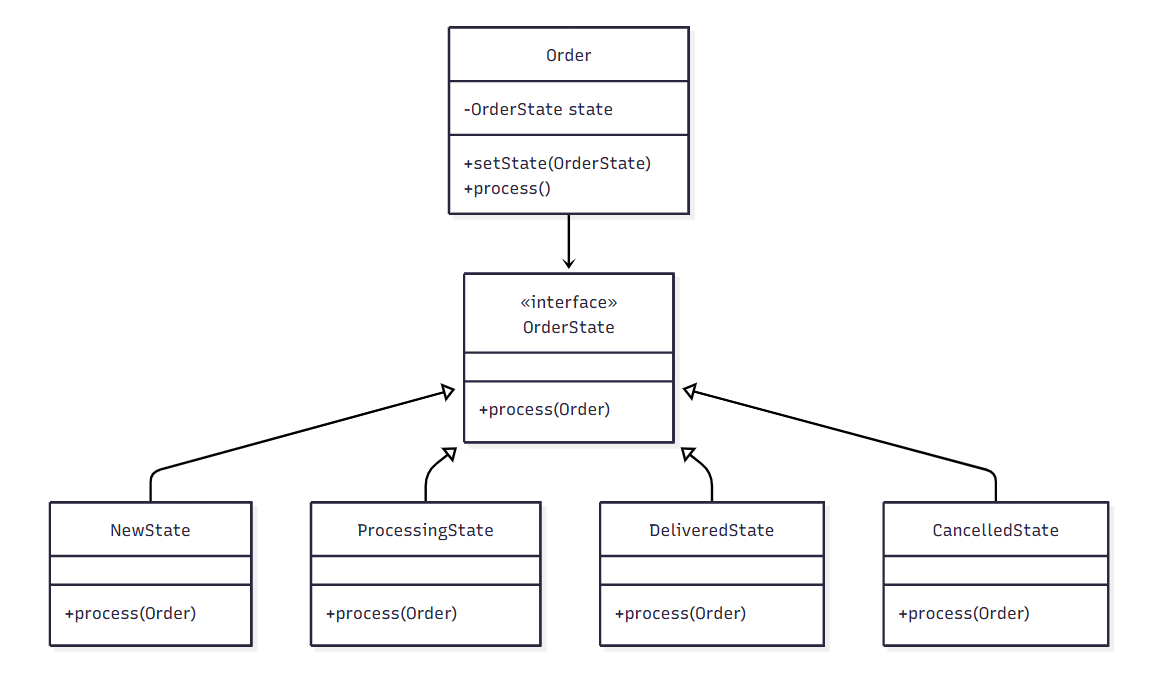 Order
-OrderState state
+setState(OrderState)
+process()
«interface»
OrderState
+process(Order)
NewState
+process(Order)
ProcessingState
+process(Order)
DeliveredState
+process(Order)
CancelledState
+process(Order)